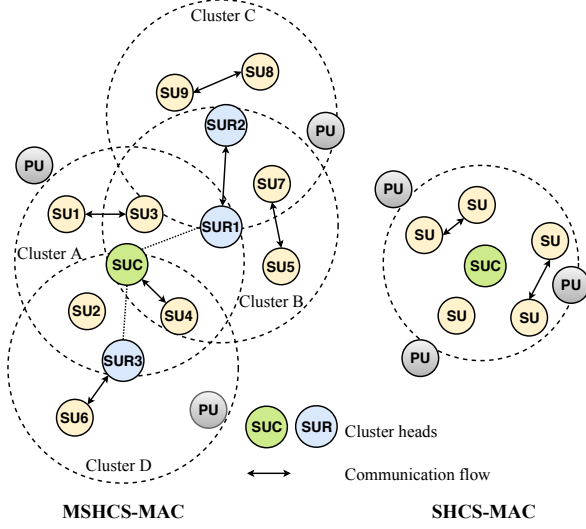 Cluster C
SU8
SU9
SUR2
PU
PU
SU7
PU
SU1
SU3
SUR1
SU
SU
SU
Cluster A
SUC
SUC
SU5
PU
Cluster B
SU2
SU4
SU
SU
SUR3
PU
SU6
PU
SUC
SUR
Cluster heads
Cluster D
Communication flow
MSHCS-MAC
SHCS-MAC